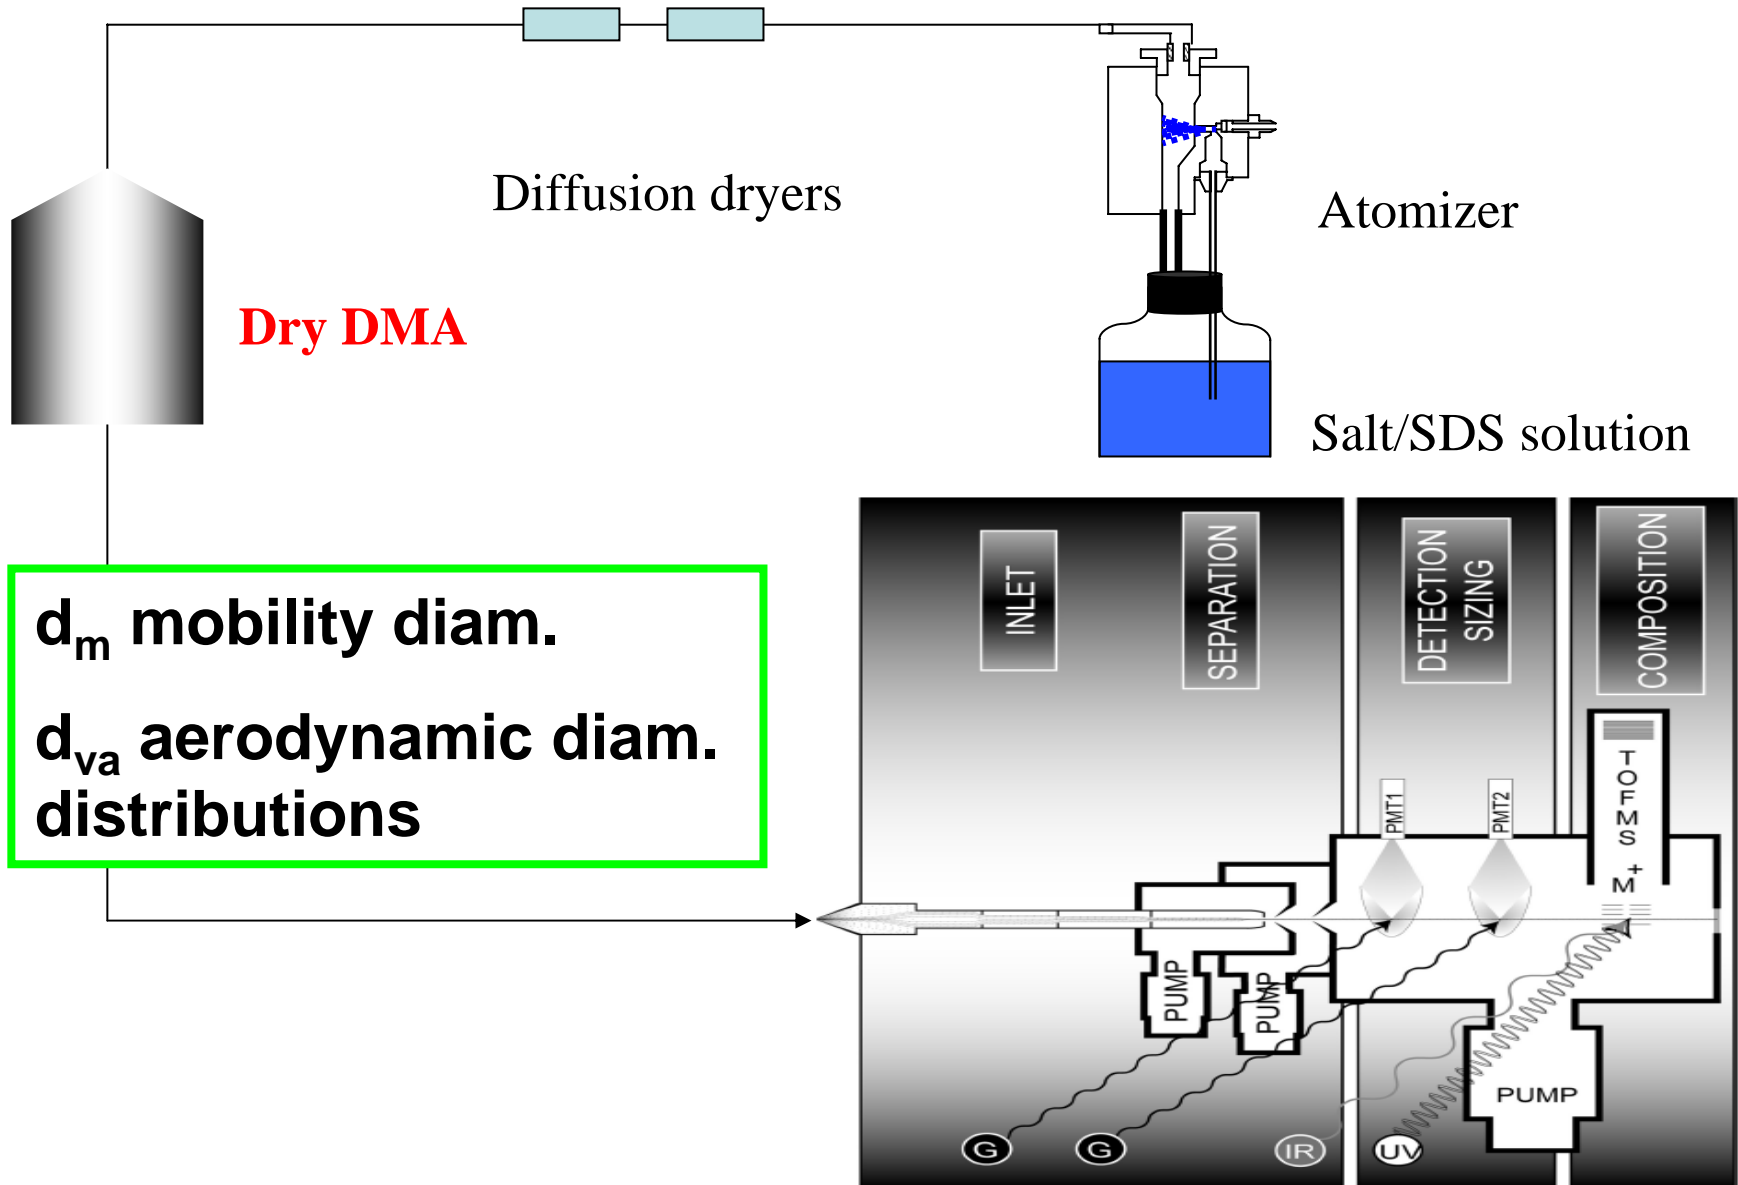 Diffusion dryers
Atomizer
Dry DMA
Salt/SDS solution
dm mobility diam.
dva aerodynamic diam.
distributions
INLET
SEPARATION
DETECTION
SIZING
COMPOSITION
PMT1
PMT2
TOFMS
M+
PUMP
PUMP
PUMP
G
G
IR
UV